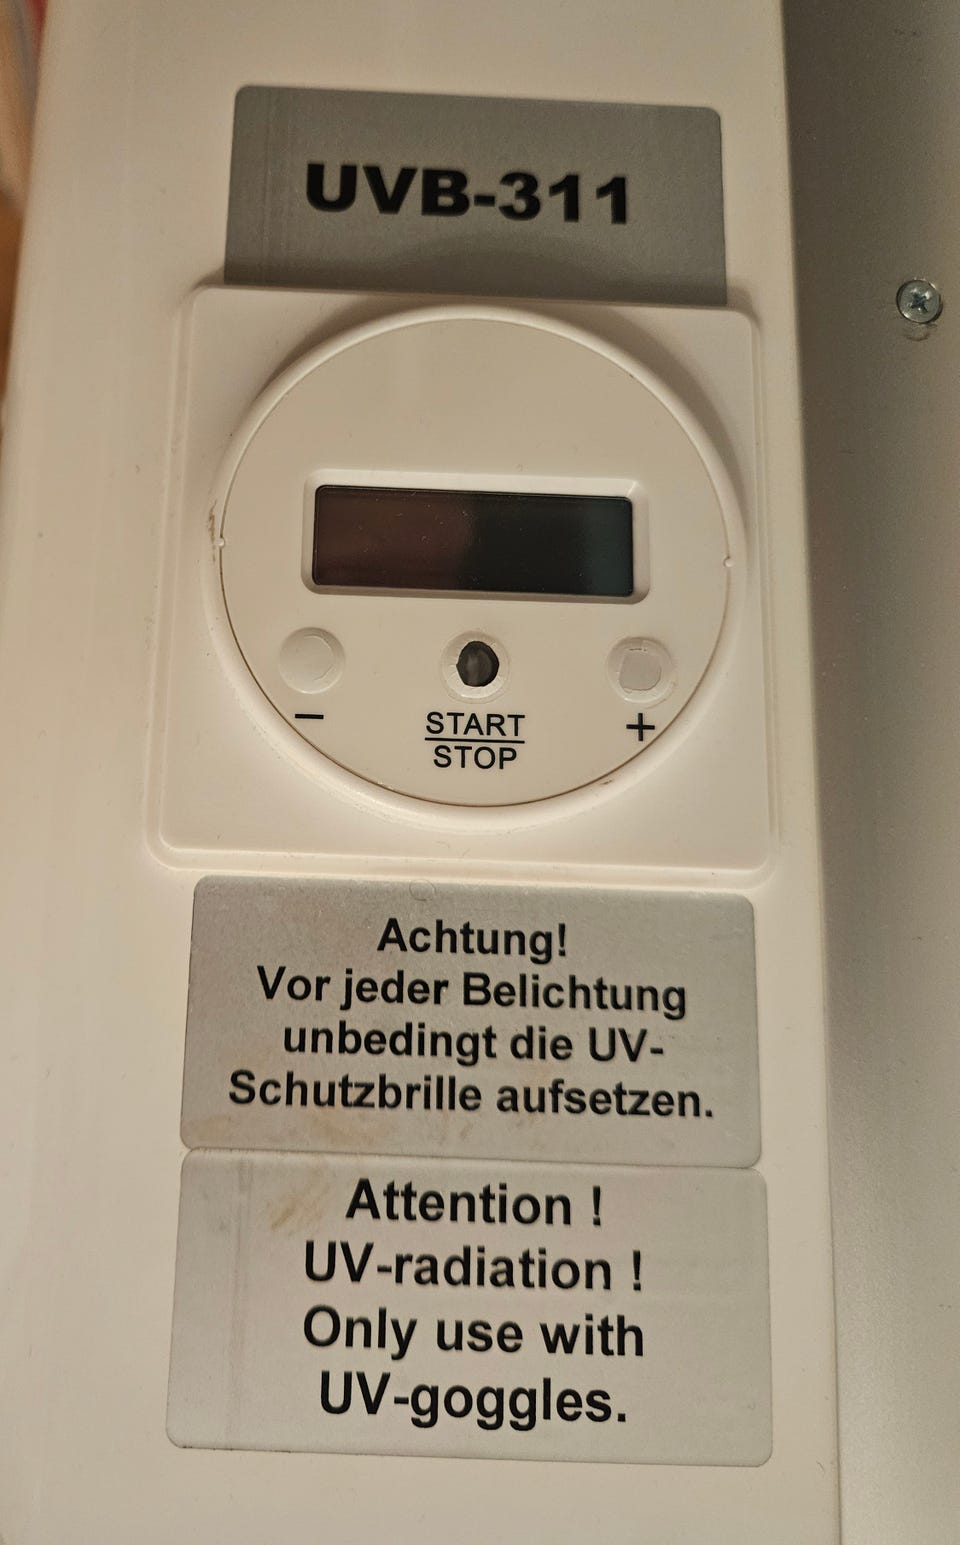 UVB-311
−
START
STOP
+
Achtung!
Vor jeder Belichtung
unbedingt die UV-
Schutzbrille aufsetzen.
Attention !
UV-radiation !
Only use with
UV-goggles.